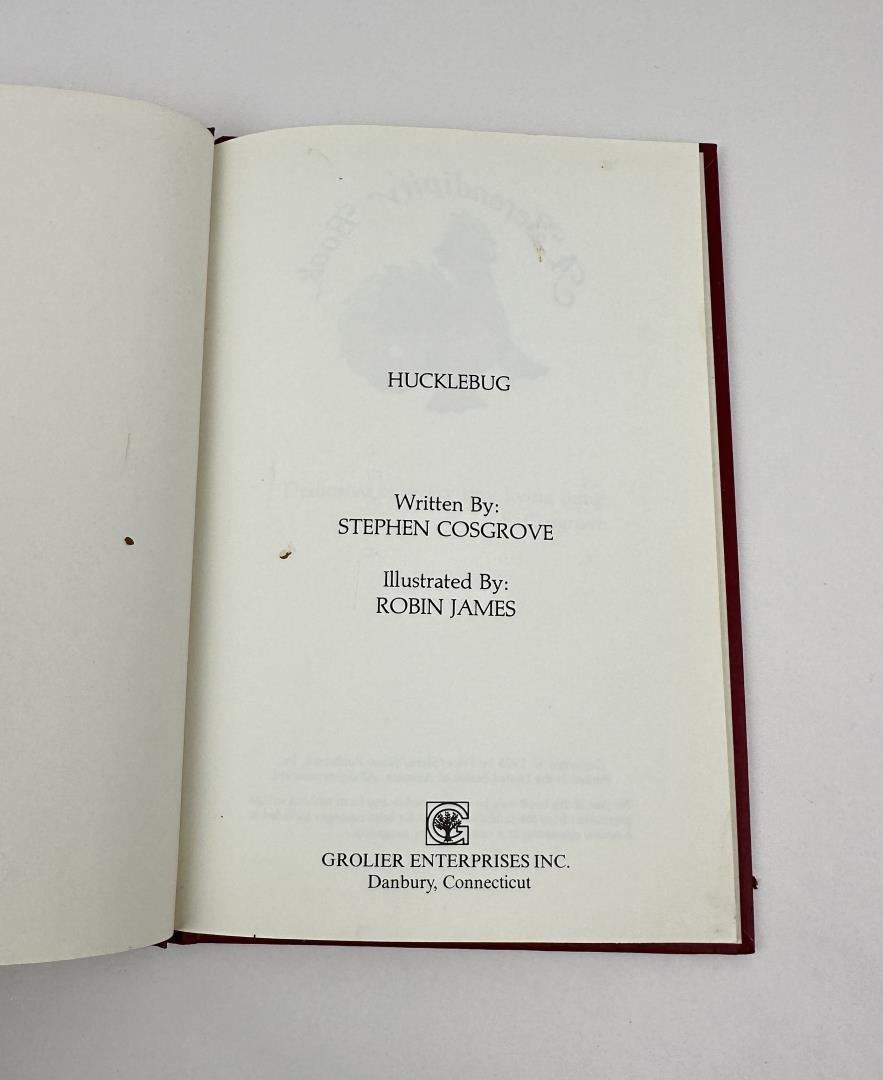 HUCKLEBUG
Written By:
STEPHEN COSGROVE
Illustrated By:
ROBIN JAMES
G
GROLIER ENTERPRISES INC.
Danbury, Connecticut